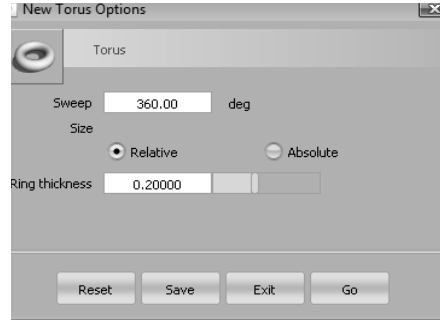 New Torus Options
Torus
Sweep 360.00 deg
Size
Relative Absolute
Ring thickness 0.20000
Reset Save Exit Go